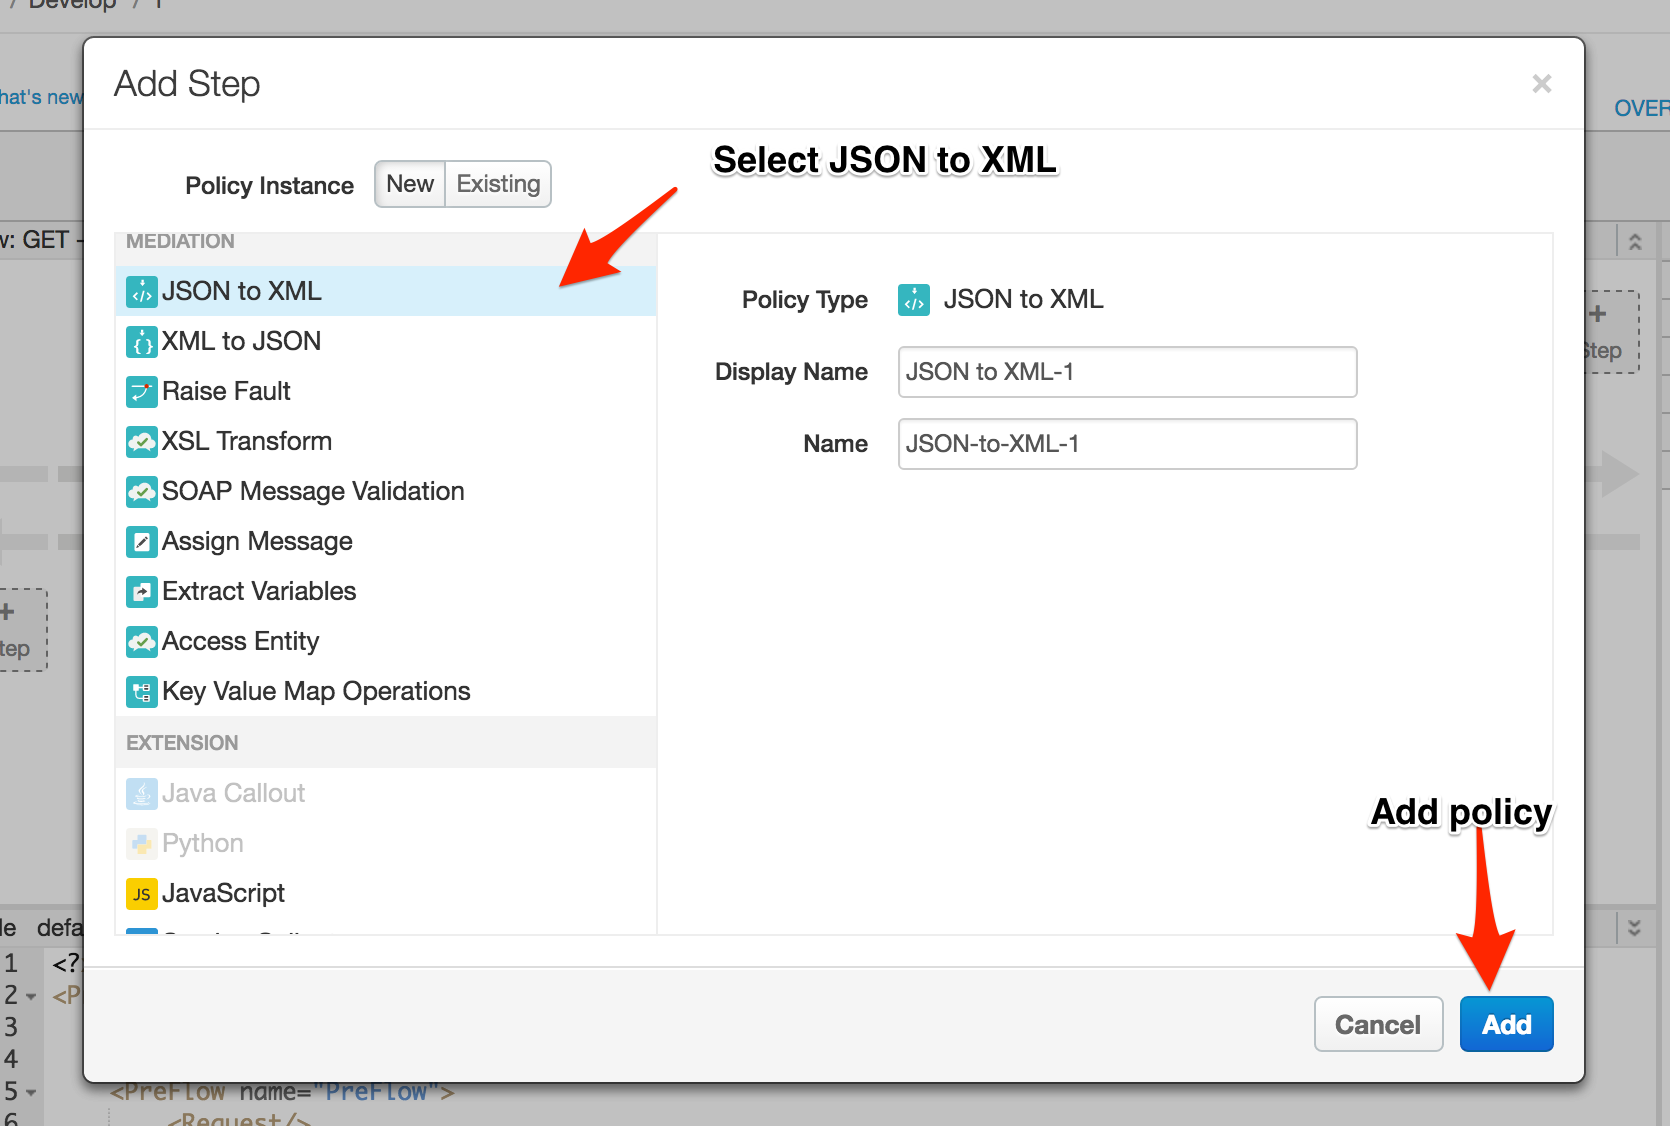 / Develop / 1
hat's new
OVER
Add Step
×
Select JSON to XML
Policy Instance New Existing
w: GET -
MEDIATION
JSON to XML
XML to JSON
Raise Fault
XSL Transform
SOAP Message Validation
Assign Message
Extract Variables
Access Entity
Key Value Map Operations
EXTENSION
Java Callout
Python
JS JavaScript
Policy Type JSON to XML
Display Name JSON to XML-1
Name JSON-to-XML-1
+
Step
+
tep
Add policy
Cancel Add
le defa
1 <?
2 <P
3
4
5 <PreFlow name="PreFlow">
6 <Request/>